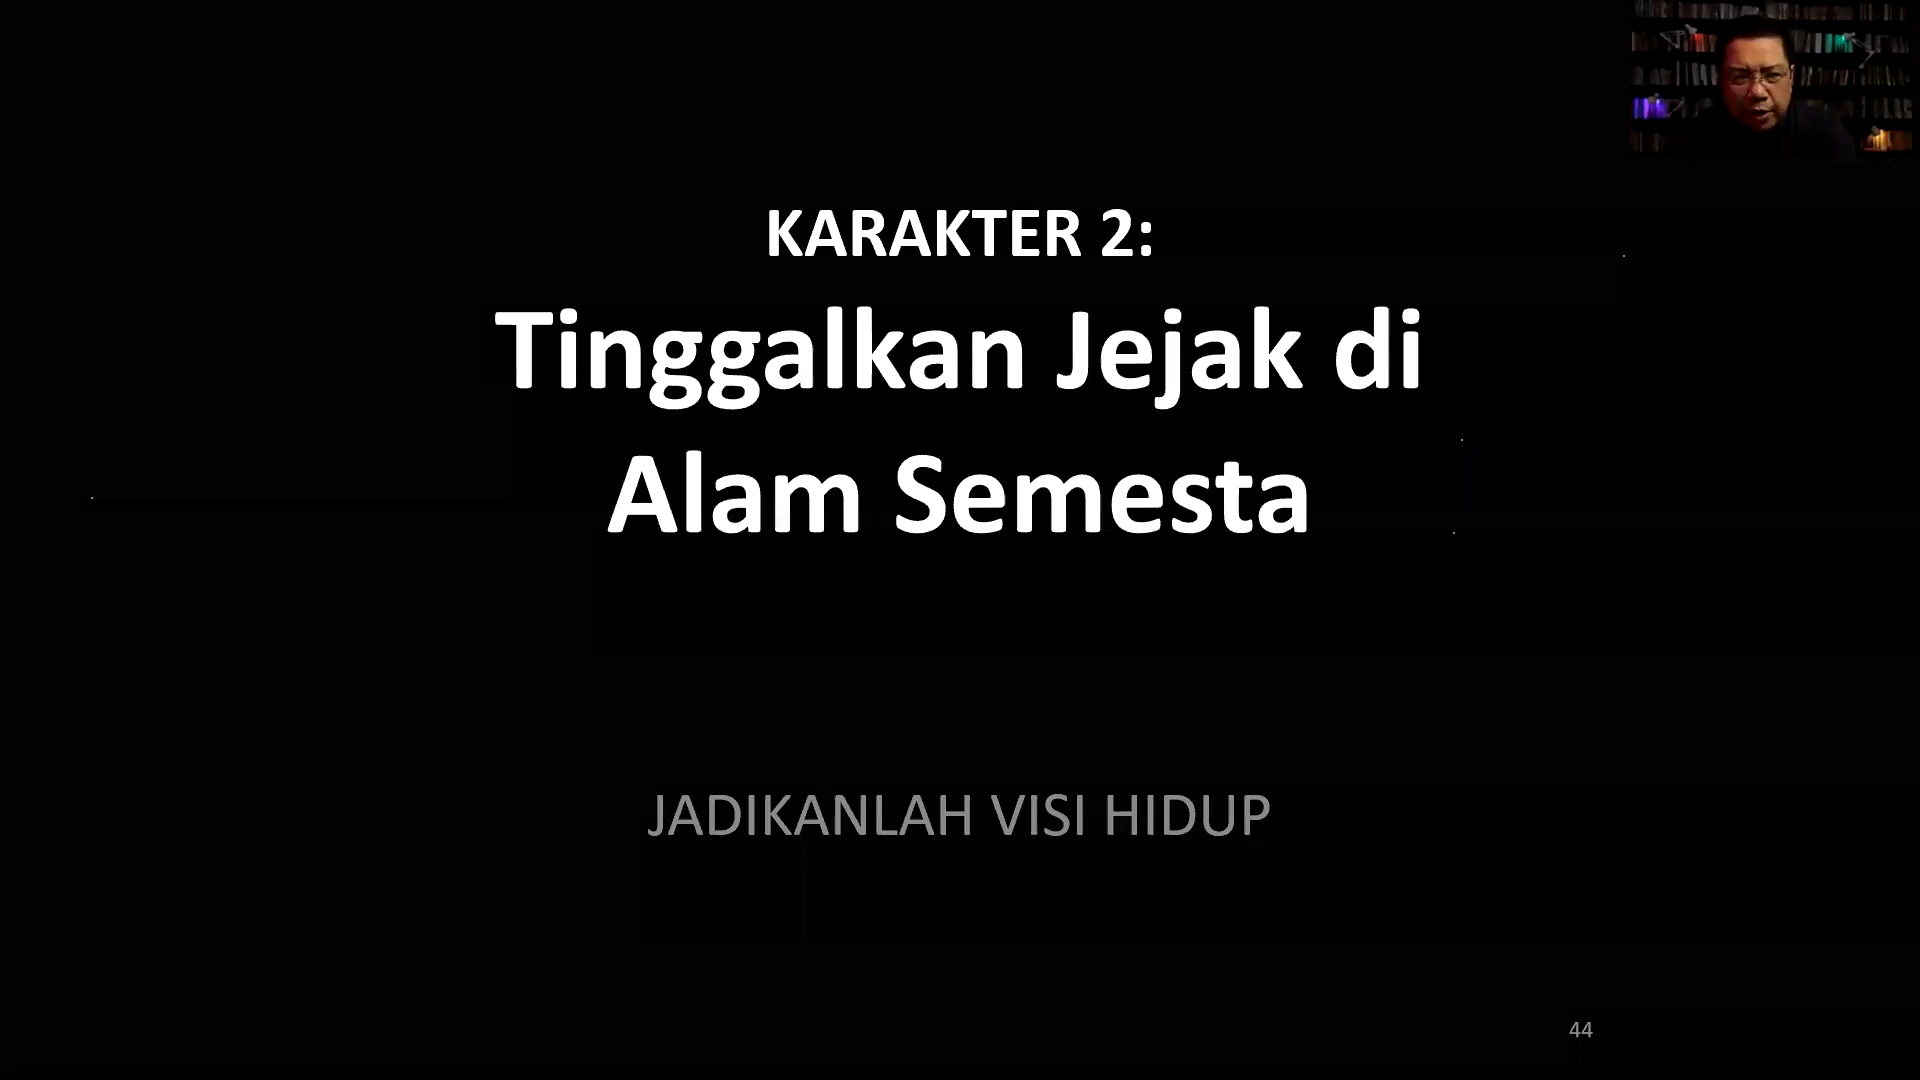 KARAKTER 2:
Tinggalkan Jejak di
Alam Semesta
JADIKANLAH VISI HIDUP
44